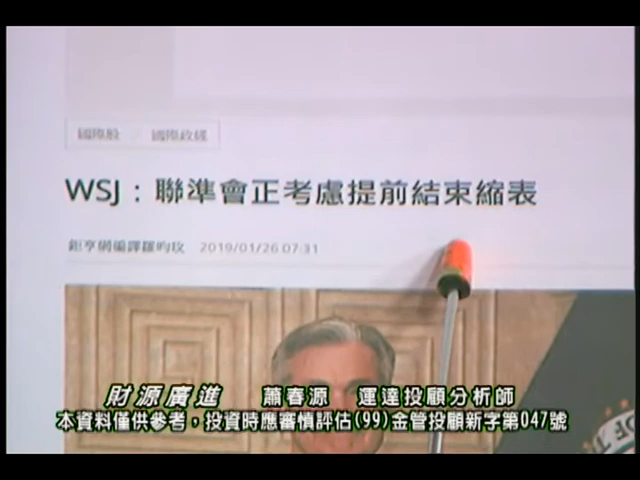 國際股 國際政經
WSJ：聯準會正考慮提前結束縮表
鉅亨網編譯羅昀玫 2019/01/26 07:31
財源廣進 蕭春源 運達投顧分析師
本資料僅供參考，投資時應審慎評估(99)金管投顧新字第047號